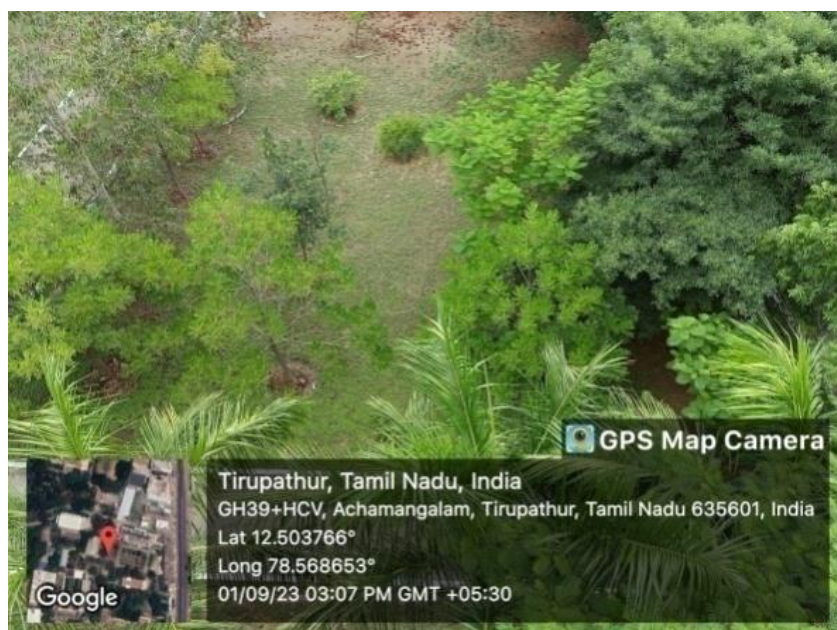 GPS Map Camera
Tirupathur, Tamil Nadu, India
GH39+HCV, Achamangalam, Tirupathur, Tamil Nadu 635601, India
Lat 12.503766°
Long 78.568653°
01/09/23 03:07 PM GMT +05:30
Google